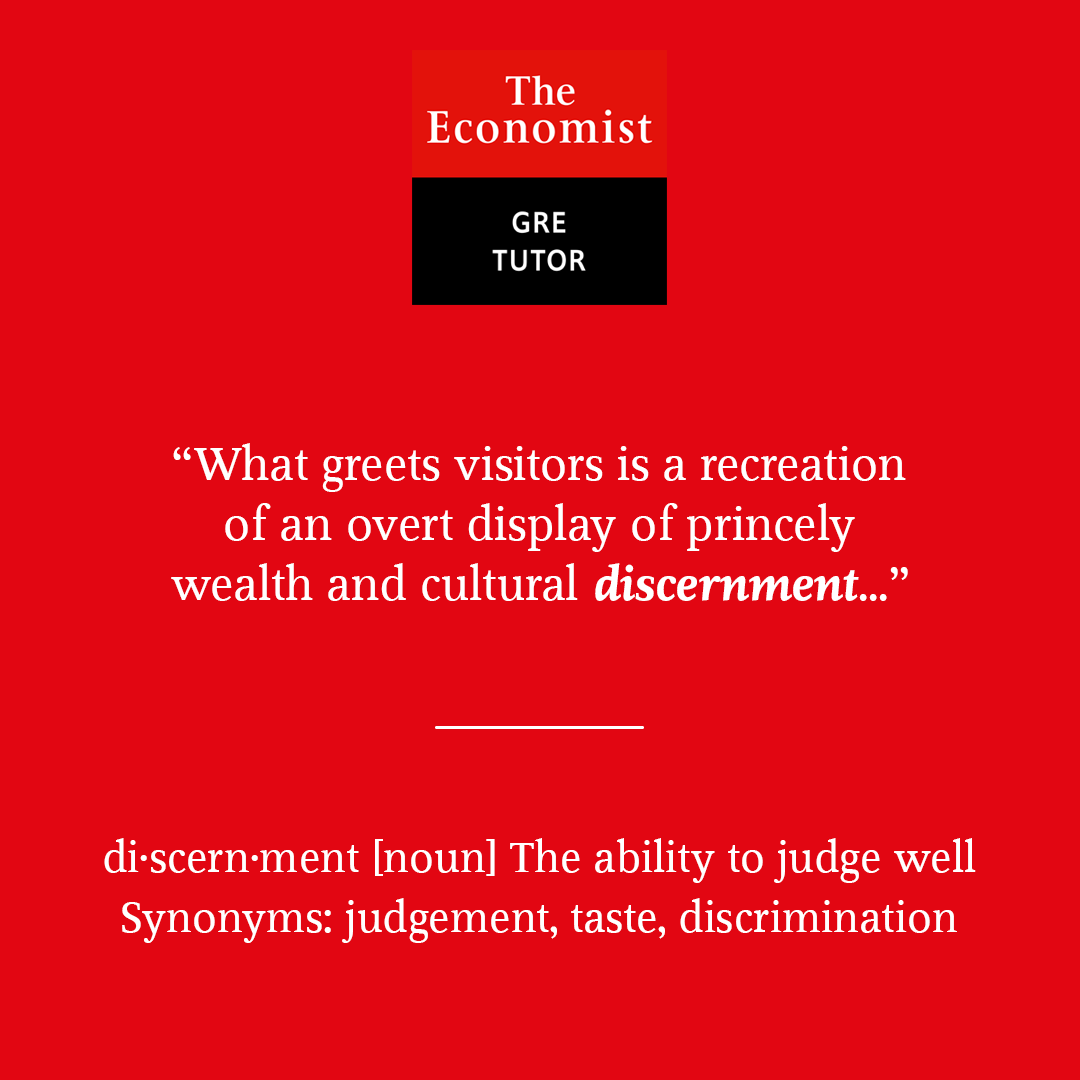 The
Economist
GRE
TUTOR
“What greets visitors is a recreation
of an overt display of princely
wealth and cultural discernment...”
di·scern·ment [noun] The ability to judge well
Synonyms: judgement, taste, discrimination